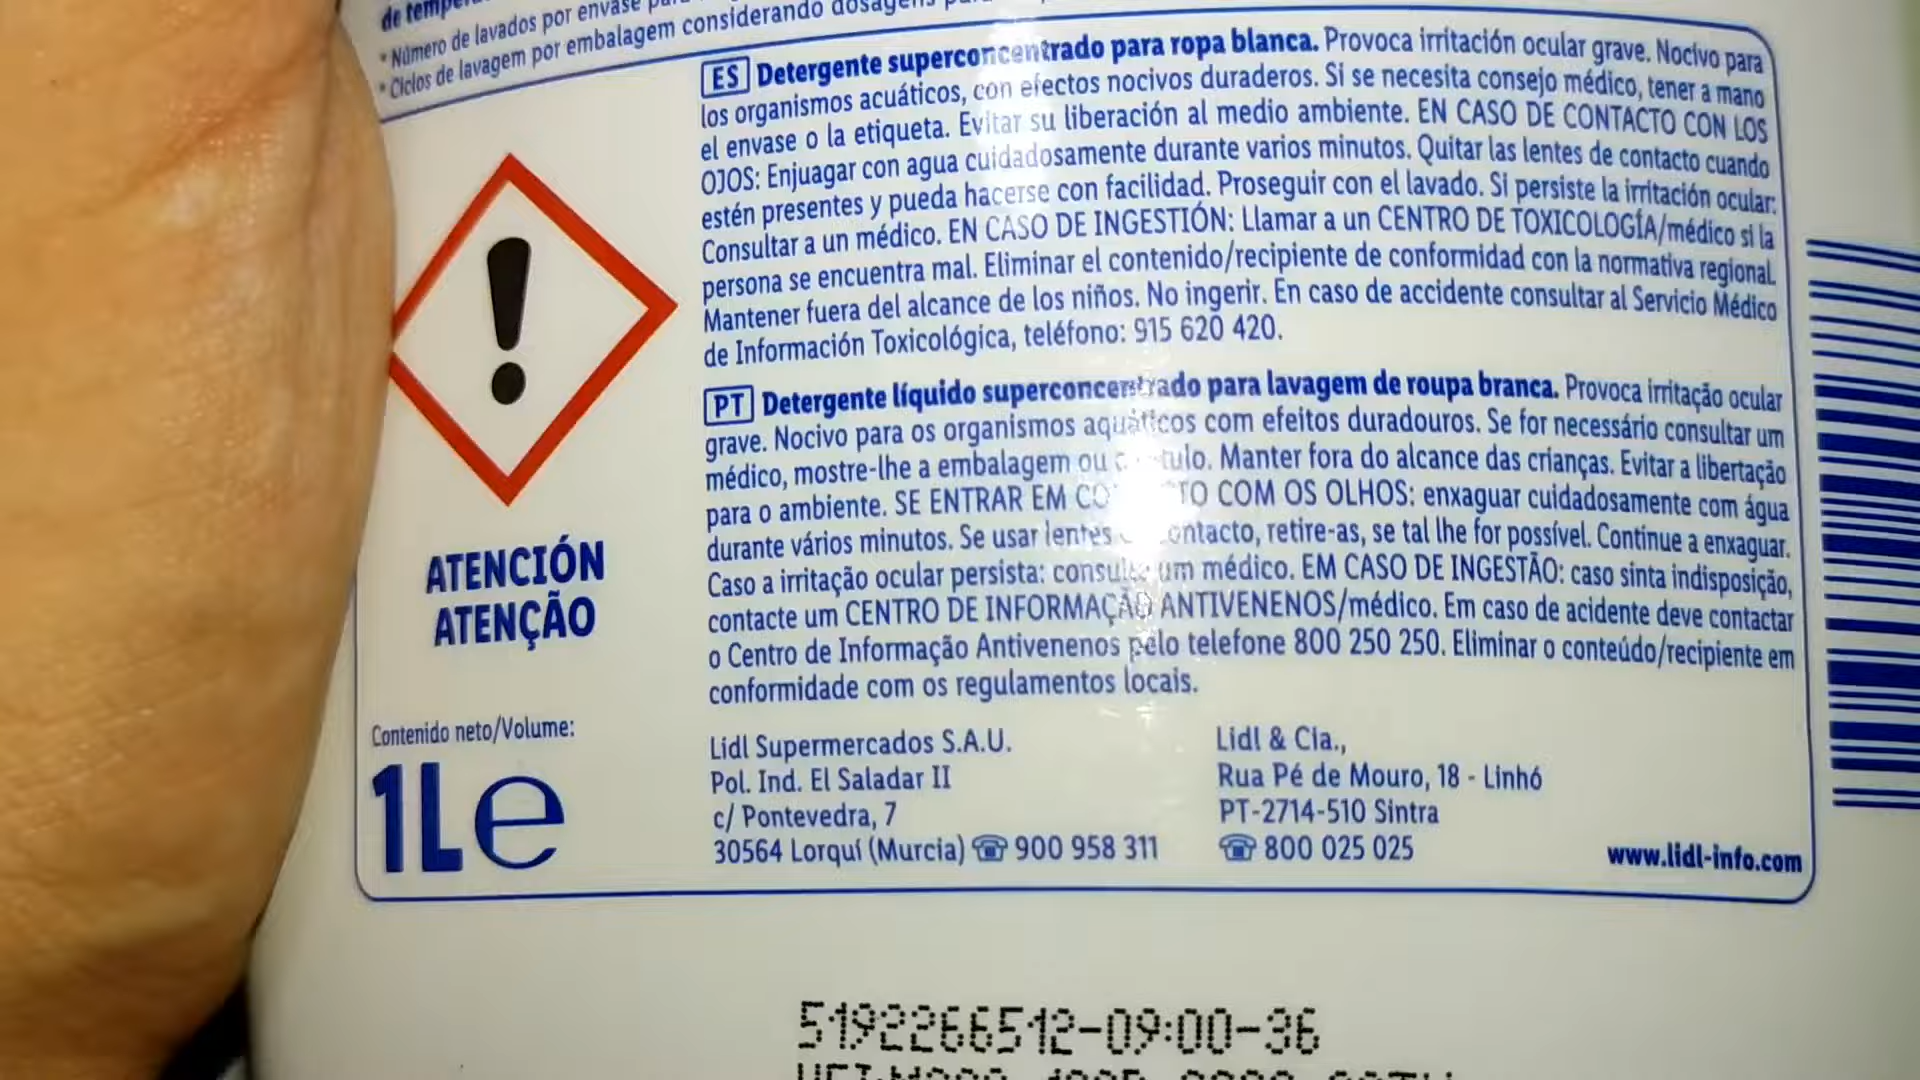 de
* Número de lavados por envase
* Ciclos de lavagem por embalagem considerando dosagens
ES Detergente superconcentrado para ropa blanca. Provoca irritación ocular grave. Nocivo para
los organismos acuáticos, con efectos nocivos duraderos. Si se necesita consejo médico, tener a mano
el envase o la etiqueta. Evitar su liberación al medio ambiente. EN CASO DE CONTACTO CON LOS
OJOS: Enjuagar con agua cuidadosamente durante varios minutos. Quitar las lentes de contacto cuando
estén presentes y pueda hacerse con facilidad. Proseguir con el lavado. Si persiste la irritación ocular:
Consultar a un médico. EN CASO DE INGESTIÓN: Llamar a un CENTRO DE TOXICOLOGÍA/médico si la
persona se encuentra mal. Eliminar el contenido/recipiente de conformidad con la normativa regional.
Mantener fuera del alcance de los niños. No ingerir. En caso de accidente consultar al Servicio Médico
de Información Toxicológica, teléfono: 915 620 420.
PT Detergente líquido superconcentrado para lavagem de roupa branca. Provoca irritação ocular
grave. Nocivo para os organismos aquáticos com efeitos duradouros. Se for necessário consultar um
médico, mostre-lhe a embalagem ou. Manter fora do alcance das crianças. Evitar a libertação
para o ambiente. SE ENTRAR EM COM OS OLHOS: enxaguar cuidadosamente com água
durante vários minutos. Se usar lentes contacto, retire-as, se tal lhe for possível. Continue a enxaguar.
Caso a irritação ocular persista: consulte um médico. EM CASO DE INGESTÃO: caso sinta indisposição,
contacte um CENTRO DE INFORMAÇÃO ANTIVENENOS/médico. Em caso de acidente deve contactar
o Centro de Informação Antivenenos pelo telefone 800 250 250. Eliminar o conteúdo/recipiente em
conformidade com os regulamentos locais.
ATENCIÓN
ATENÇÃO
Contenido neto/Volume:
1L e
Lidl Supermercados S.A.U.
Pol. Ind. El Saladar II
c/ Pontevedra, 7
30564 Lorquí (Murcia) ☎ 900 958 311
Lidl & Cia.,
Rua Pé de Mouro, 18 - Linhó
PT-2714-510 Sintra
☎ 800 025 025
www.lidl-info.com
5192266512-09:00-36